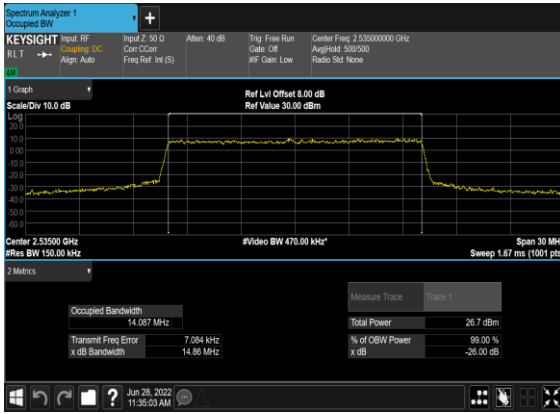 Spectrum Analyzer 1
Occupied BW
+
KEYSIGHT Input: RF Input Z: 50 Ω Atten: 40 dB Trig: Free Run Center Freq: 2.535000000 GHz
RLT Coupling: DC Corr CCorr Gate: Off Avg|Hold: 500/500
Align: Auto Freq Ref: Int (S) #IF Gain: Low Radio Std: None
1 Graph
Ref Lvl Offset 8.00 dB
Scale/Div 10.0 dB Ref Value 30.00 dBm
Log
20.0
10.0
0.00
-10.0
-20.0
-30.0
-40.0
-50.0
-60.0
Center 2.53500 GHz #Video BW 470.00 kHz* Span 30 MH
#Res BW 150.00 kHz Sweep 1.67 ms (1001 pts
2 Metrics
Measure Trace Trace 1
Occupied Bandwidth
14.087 MHz Total Power 26.7 dBm
Transmit Freq Error 7.084 kHz % of OBW Power 99.00 %
x dB Bandwidth 14.86 MHz x dB -26.00 dB
? Jun 28, 2022
11:35:03 AM